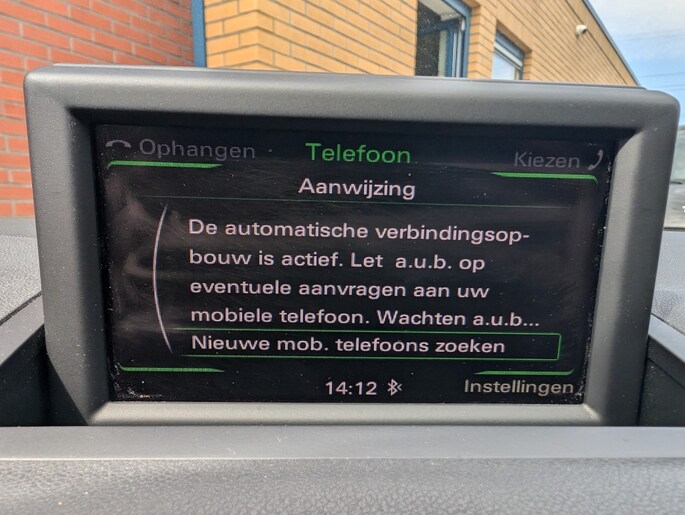 Ophangen Telefoon Kiezen
Aanwijzing
De automatische verbindingsop-
bouw is actief. Let a.u.b. op
eventuele aanvragen aan uw
mobiele telefoon. Wachten a.u.b...
Nieuwe mob. telefoons zoeken
14:12 Instellingen